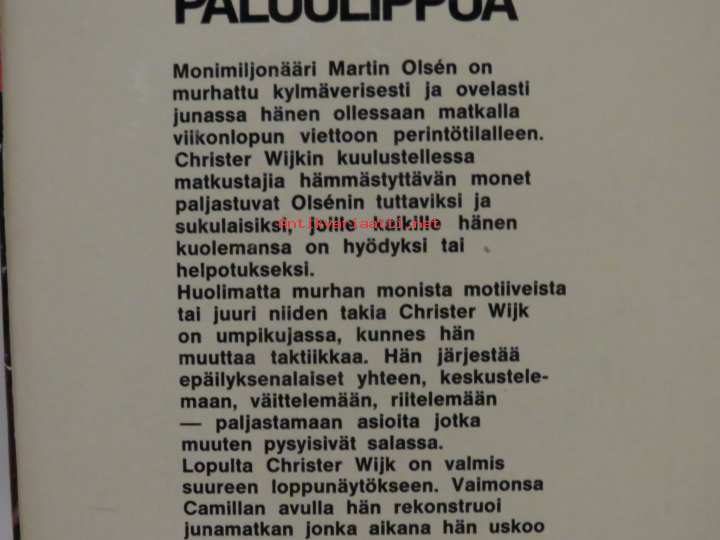 PALUULIPPUA
Monimiljonääri Martin Olsén on
murhattu kylmäverisesti ja ovelasti
junassa hänen ollessaan matkalla
viikonlopun viettoon perintötilalleen.
Christer Wijkin kuulustellessa
matkustajia hämmästyttävän monet
paljastuvat Olsénin tuttaviksi ja
sukulaisiksi, joille kaikille hänen
Antikvariaatti.net
kuolemansa on hyödyksi tai
helpotukseksi.
Huolimatta murhan monista motiiveista
tai juuri niiden takia Christer Wijk
on umpikujassa, kunnes hän
muuttaa taktiikkaa. Hän järjestää
epäilyksenalaiset yhteen, keskustele-
maan, väittelemään, riitelemään
— paljastamaan asioita jotka
muuten pysyisivät salassa.
Lopulta Christer Wijk on valmis
suureen loppunäytökseen. Vaimonsa
Camillan avulla hän rekonstruoi
junamatkan jonka aikana hän uskoo